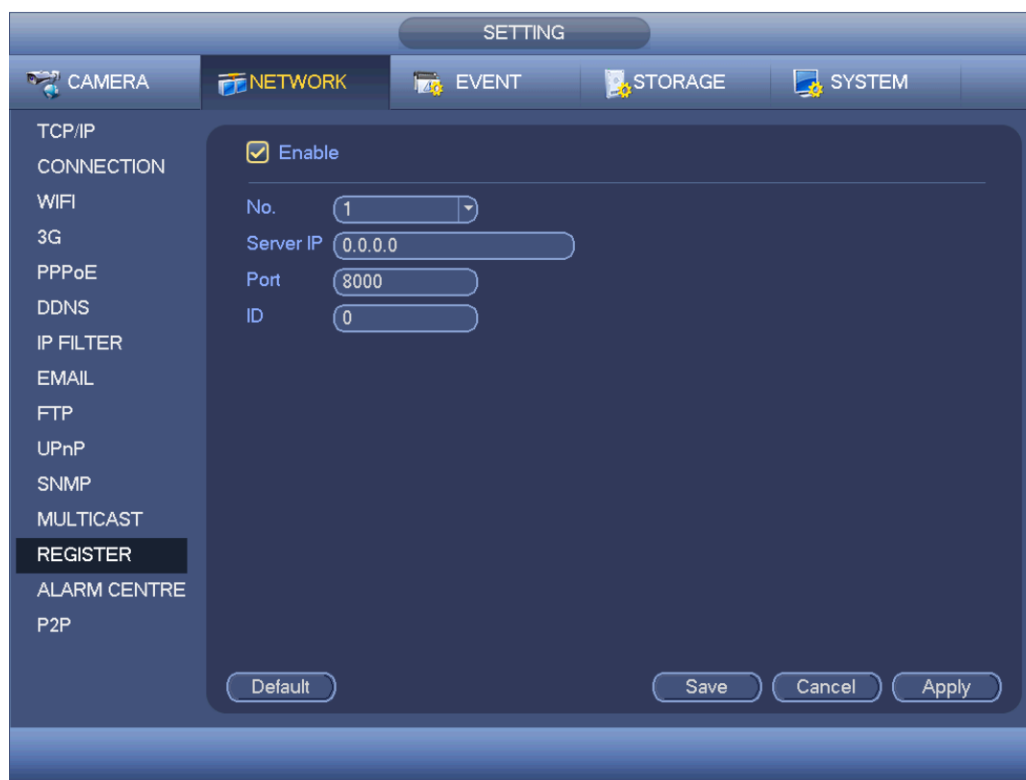 SETTING
CAMERA NETWORK EVENT STORAGE SYSTEM
TCP/IP
CONNECTION
WIFI
3G
PPPoE
DDNS
IP FILTER
EMAIL
FTP
UPnP
SNMP
MULTICAST
REGISTER
ALARM CENTRE
P2P
Enable
No. 1
Server IP 0.0.0.0
Port 8000
ID 0
Default Save Cancel Apply